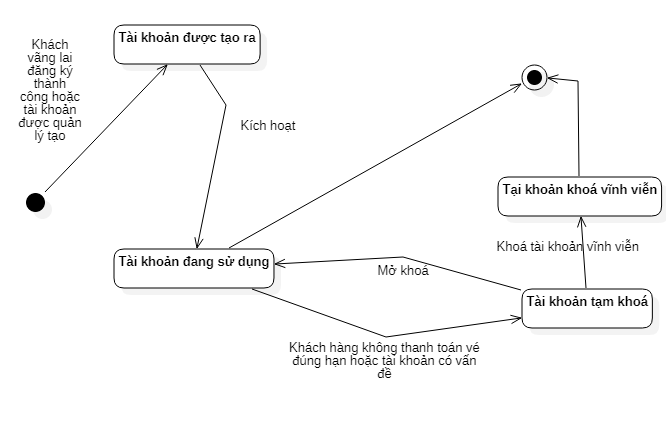 Tài khoản được tạo ra
Khách
vãng lai
đăng ký
thành
công hoặc
tài khoản
được quản
lý tạo
Kích hoạt
Tại khoản khoá vĩnh viễn
Khoá tài khoản vĩnh viễn
Tài khoản đang sử dụng
Mở khoá
Tài khoản tạm khoá
Khách hàng không thanh toán vé
đúng hạn hoặc tài khoản có vấn
đề